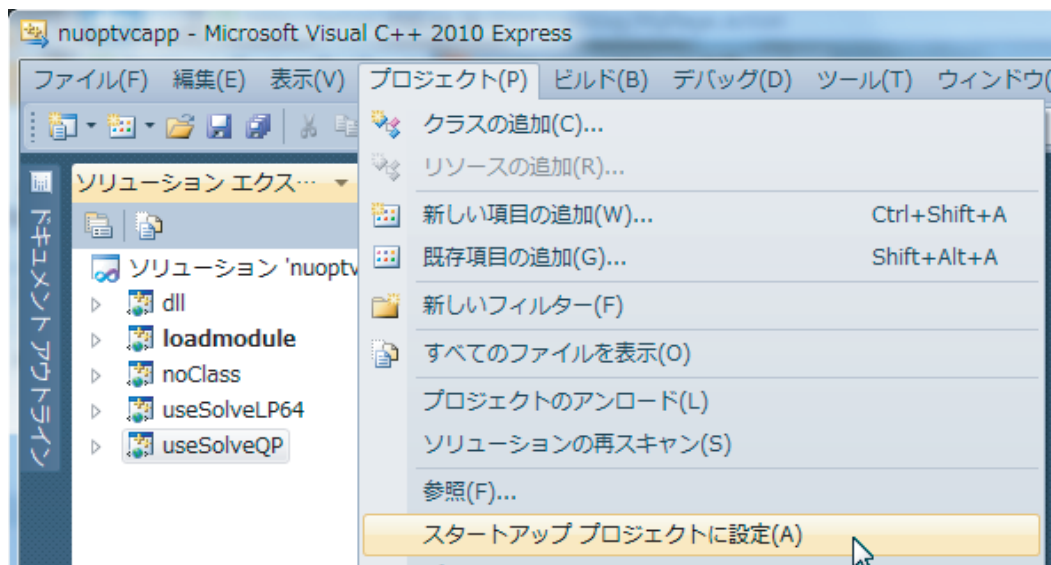 nuoptvcapp - Microsoft Visual C++ 2010 Express
ファイル(F) 編集(E) 表示(V) プロジェクト(P) ビルド(B) デバッグ(D) ツール(T) ウィンドウ(
ソリューション エクス…
ドキュメント アウトライン
ソリューション 'nuoptv
dll
loadmodule
noClass
useSolveLP64
useSolveQP
クラスの追加(C)...
リソースの追加(R)...
新しい項目の追加(W)... Ctrl+Shift+A
既存項目の追加(G)... Shift+Alt+A
新しいフィルター(F)
すべてのファイルを表示(O)
プロジェクトのアンロード(L)
ソリューションの再スキャン(S)
参照(F)...
スタートアップ プロジェクトに設定(A)